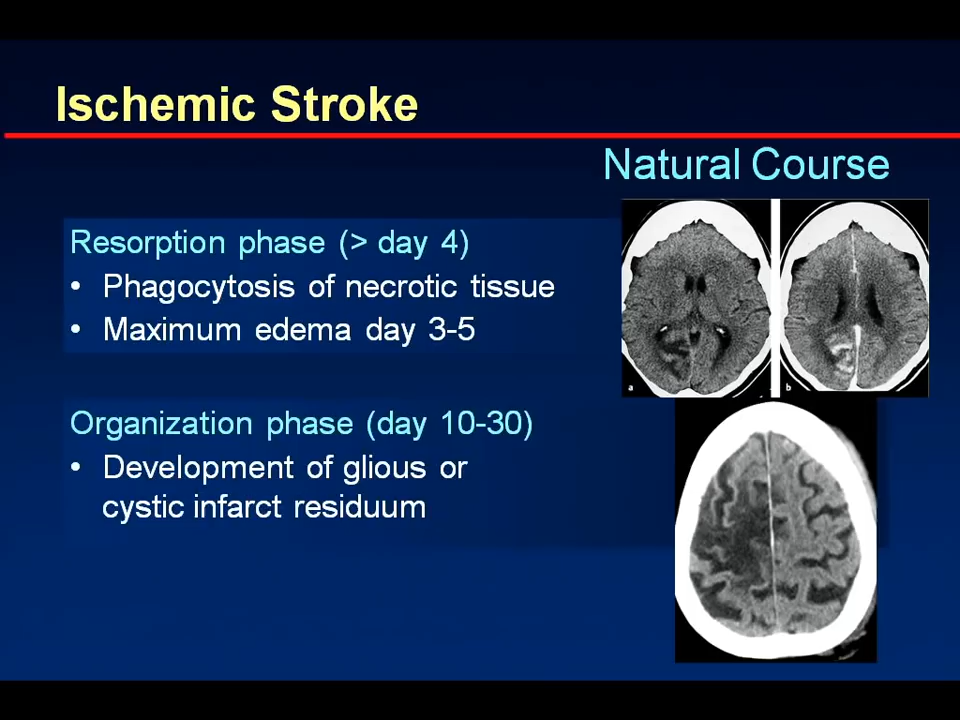 Ischemic Stroke
Natural Course
Resorption phase (> day 4)
• Phagocytosis of necrotic tissue
• Maximum edema day 3-5
a
b
Organization phase (day 10-30)
• Development of glious or
cystic infarct residuum